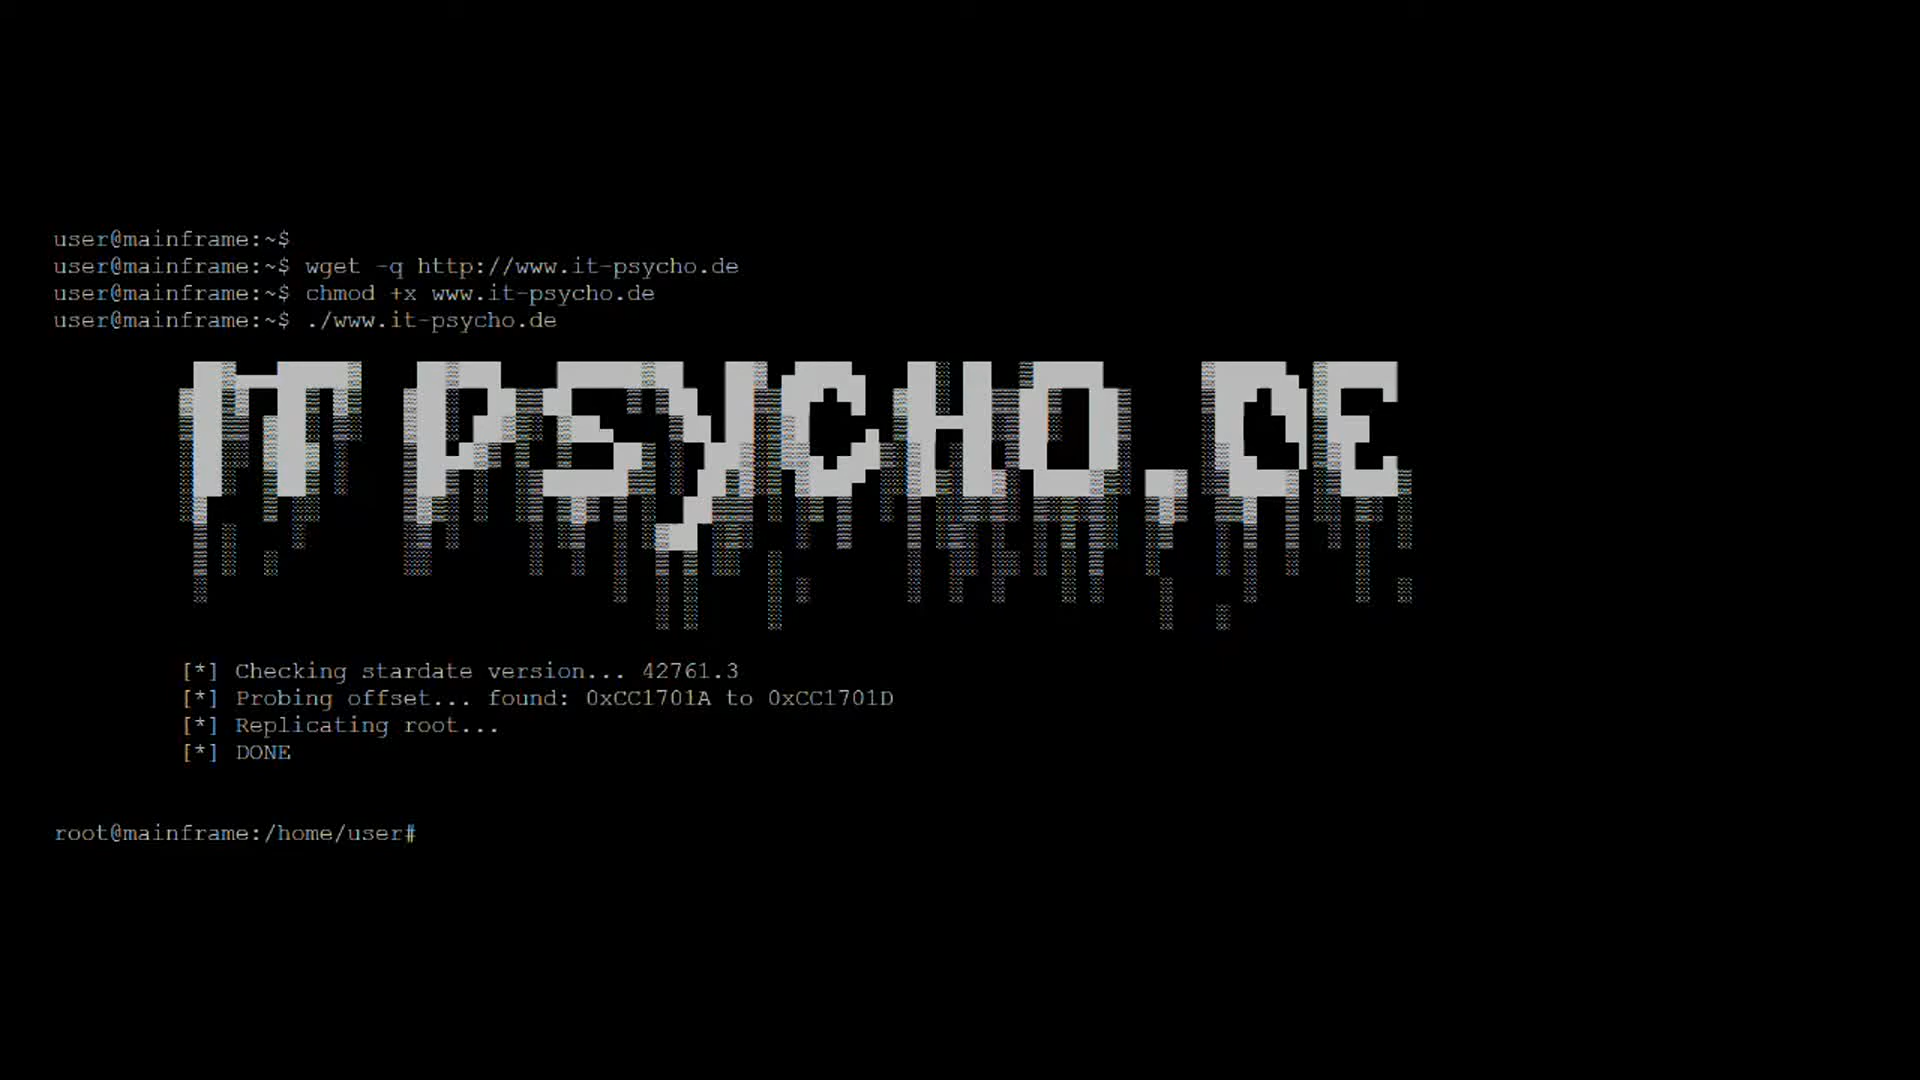 user@mainframe:~$
user@mainframe:~$ wget -q http://www.it-psycho.de
user@mainframe:~$ chmod +x www.it-psycho.de
user@mainframe:~$ ./www.it-psycho.de
IT PSYCHO.DE
[*] Checking stardate version... 42761.3
[*] Probing offset... found: 0xCC1701A to 0xCC1701D
[*] Replicating root...
[*] DONE
root@mainframe:/home/user#